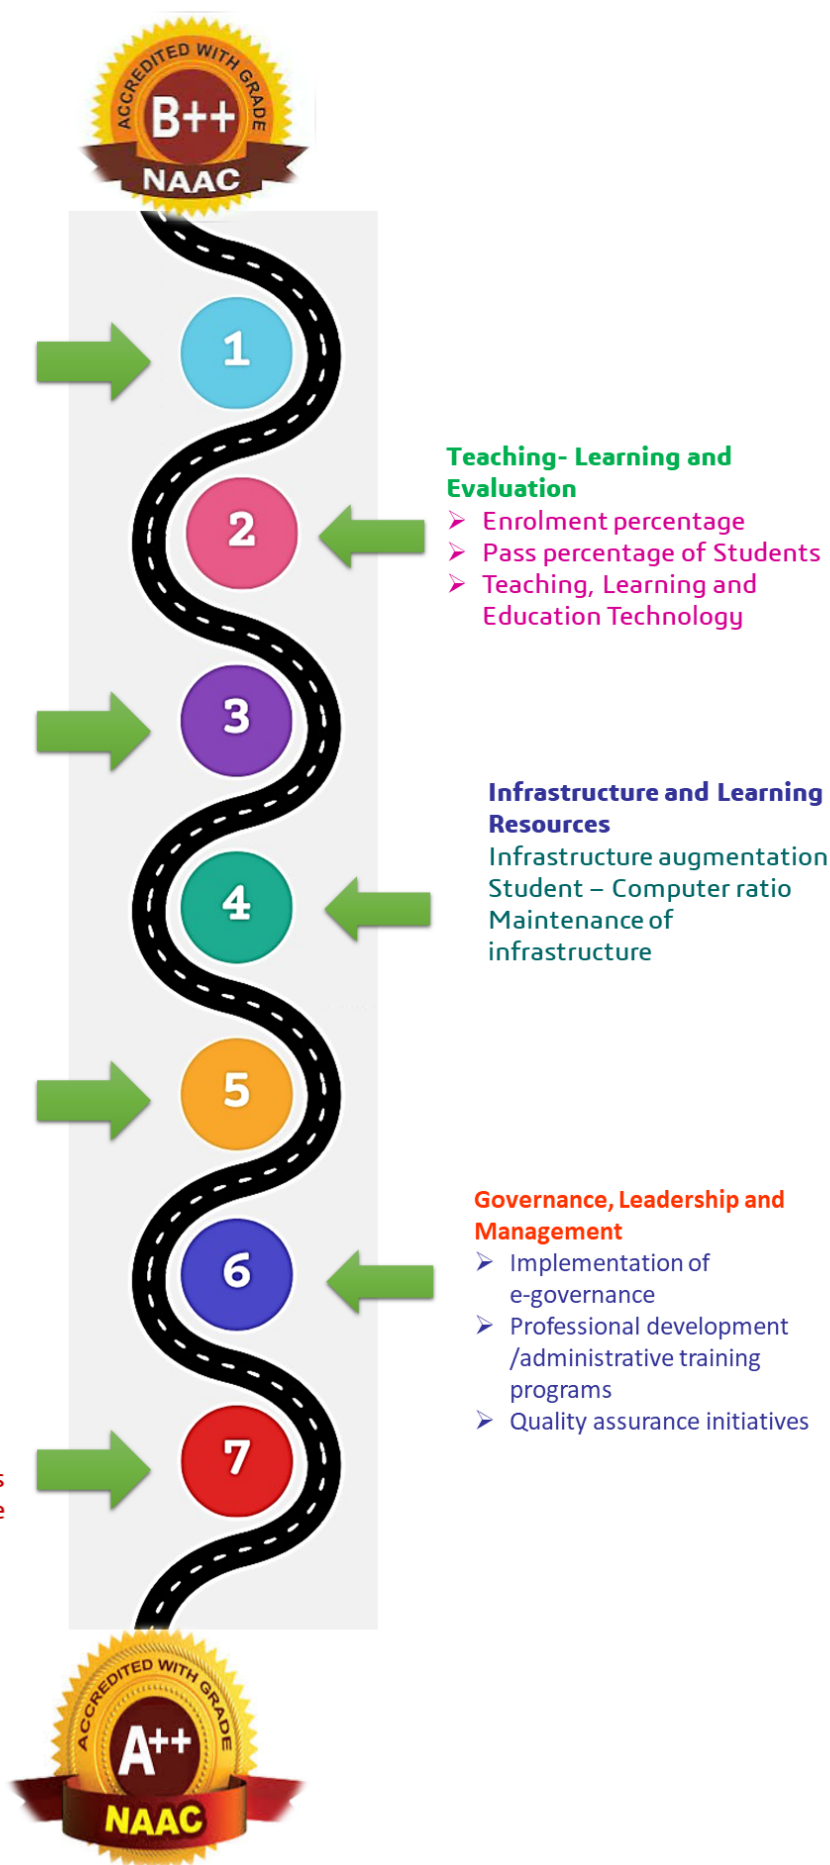 ACCREDITED WITH GRADE
B++
NAAC
1
Teaching- Learning and
Evaluation
➢ Enrolment percentage
2
➢ Pass percentage of Students
➢ Teaching, Learning and
Education Technology
3
Infrastructure and Learning
Resources
Infrastructure augmentation
4
Student – Computer ratio
Maintenance of
infrastructure
5
Governance, Leadership and
Management
6
➢ Implementation of
e-governance
➢ Professional development
/administrative training
programs
➢ Quality assurance initiatives
7
s
e
ACCREDITED WITH GRADE
A++
NAAC